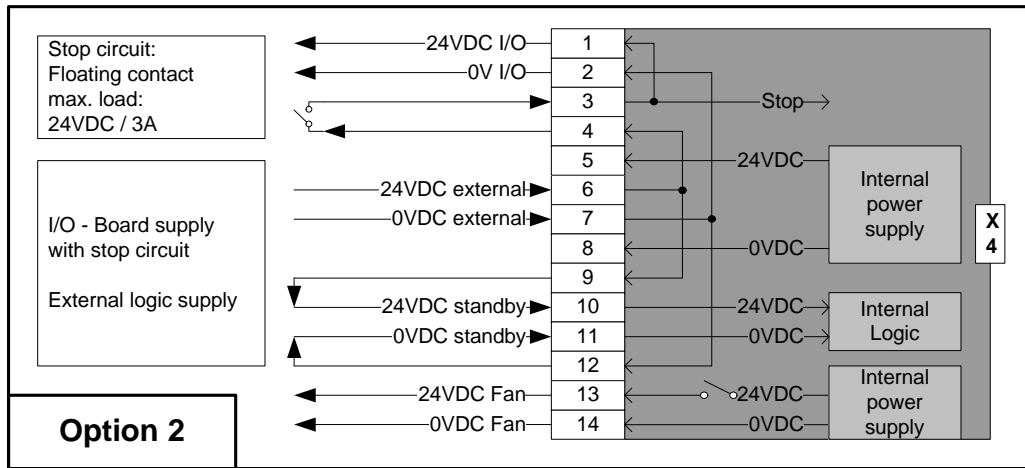 Stop circuit:
Floating contact
max. load:
24VDC / 3A
I/O - Board supply
with stop circuit
External logic supply
Option 2
24VDC I/O
0V I/O
24VDC external
0VDC external
24VDC standby
0VDC standby
24VDC Fan
0VDC Fan
1
2
3
4
5
6
7
8
9
10
11
12
13
14
Stop
24VDC
0VDC
24VDC
0VDC
24VDC
0VDC
Internal
power
supply
Internal
Logic
Internal
power
supply
X
4